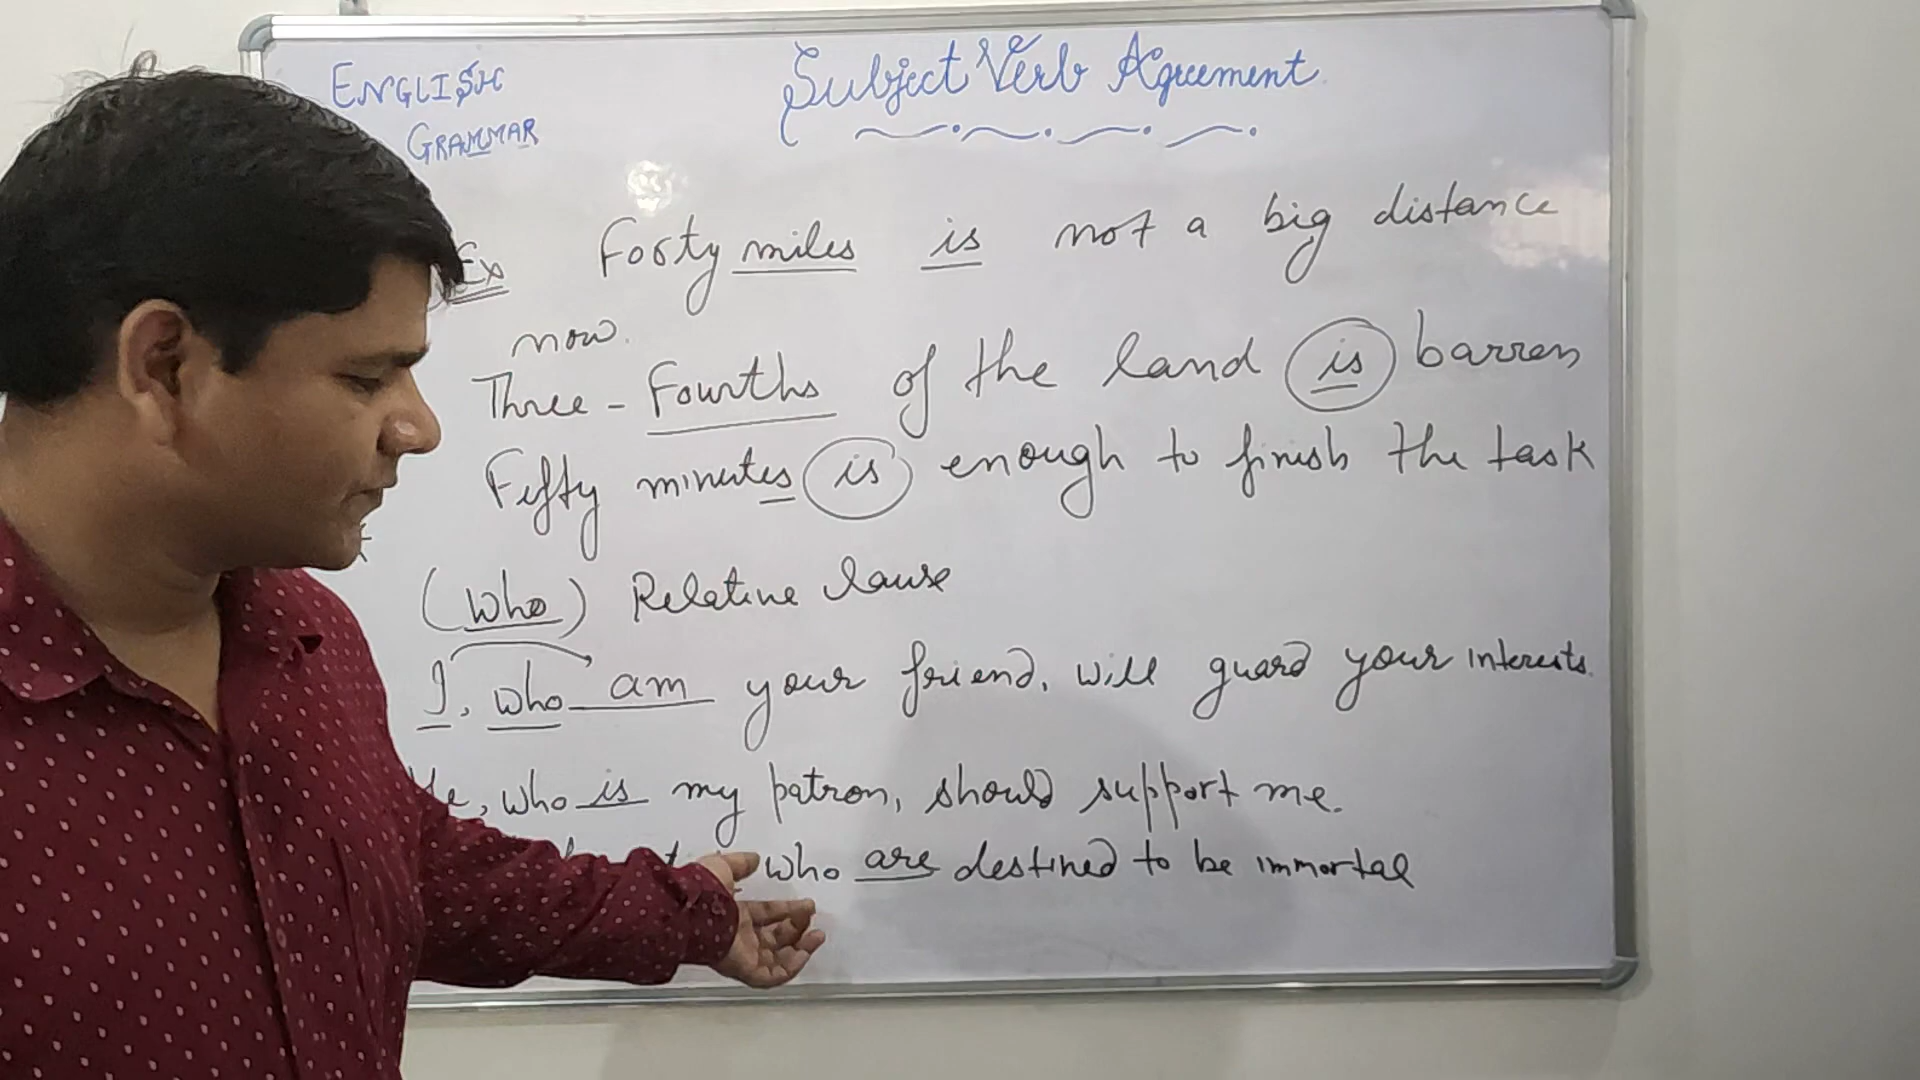 ENGLISH
GRAMMAR
Subject Verb Agreement
Ex Forty miles is not a big distance
now.
Three - Fourths of the land is barren
Fifty minutes is enough to finish the task
(Who) Relative clause
I, who am your friend, will guard your interests.
who is my patron, should support me.
who are destined to be immortal